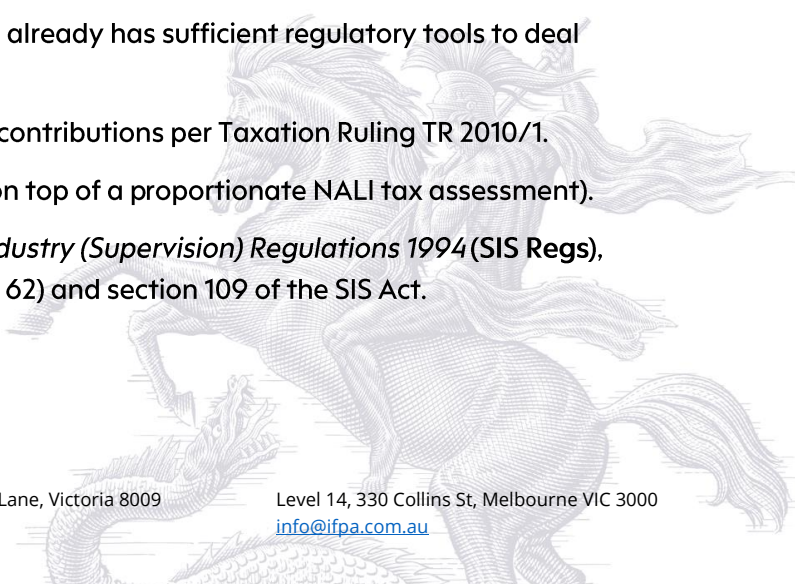 already has sufficient regulatory tools to deal
contributions per Taxation Ruling TR 2010/1.
on top of a proportionate NALI tax assessment).
dustry (Supervision) Regulations 1994 (SIS Regs),
62) and section 109 of the SIS Act.
Lane, Victoria 8009
Level 14, 330 Collins St, Melbourne VIC 3000
info@ifpa.com.au